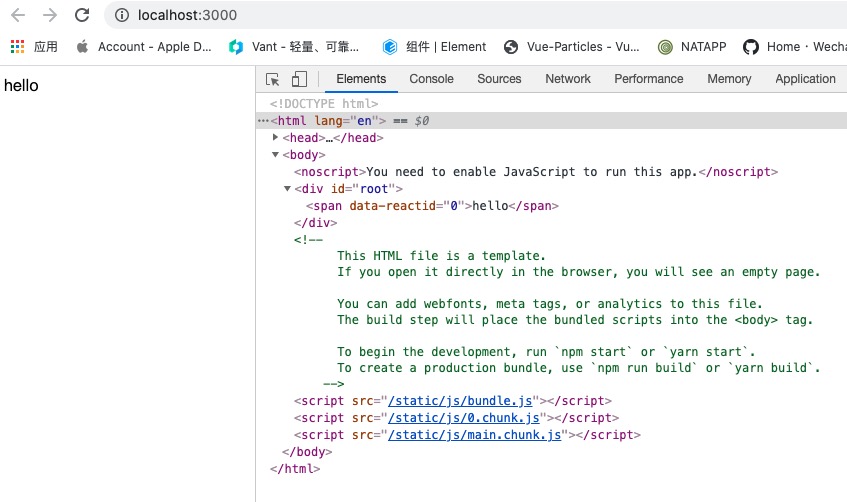 localhost:3000
应用 Account - Apple D... Vant - 轻量、可靠... 组件 | Element Vue-Particles - Vu... NATAPP Home · Wecha
hello
Elements Console Sources Network Performance Memory Application
<!DOCTYPE html>
…<html lang="en"> == $0
<head>…</head>
<body>
<noscript>You need to enable JavaScript to run this app.</noscript>
<div id="root">
<span data-reactid="0">hello</span>
</div>
<!--
This HTML file is a template.
If you open it directly in the browser, you will see an empty page.
You can add webfonts, meta tags, or analytics to this file.
The build step will place the bundled scripts into the <body> tag.
To begin the development, run `npm start` or `yarn start`.
To create a production bundle, use `npm run build` or `yarn build`.
-->
<script src="/static/js/bundle.js"></script>
<script src="/static/js/0.chunk.js"></script>
<script src="/static/js/main.chunk.js"></script>
</body>
</html>